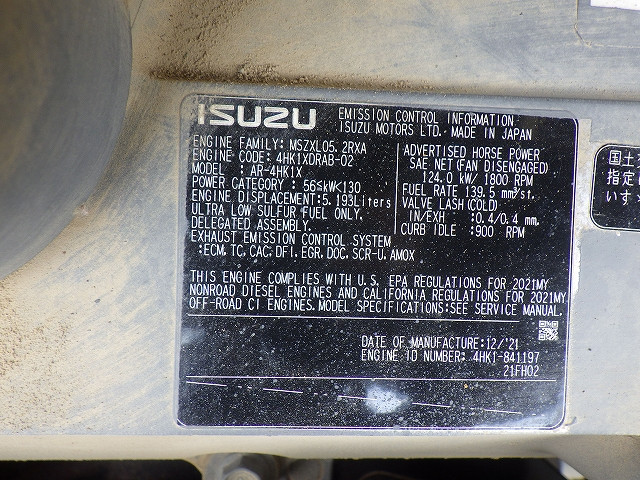 ISUZU
EMISSION CONTROL INFORMATION
ISUZU MOTORS LTD. MADE IN JAPAN
ENGINE FAMILY: MSZXL05.2RXA
ENGINE CODE: 4HK1XDRAB-02
MODEL : AR-4HK1X
POWER CATEGORY : 56≤kW<130
ENGINE DISPLACEMENT: 5.193liters
ULTRA LOW SULFUR FUEL ONLY.
DELEGATED ASSEMBLY.
EXHAUST EMISSION CONTROL SYSTEM
:ECM, TC, CAC, DFI, EGR, DOC, SCR-U, AMOX
ADVERTISED HORSE POWER
SAE NET(FAN DISENGAGED)
124.0 kW/ 1800 RPM
FUEL RATE 139.5 mm³/st.
VALVE LASH(COLD)
IN/EXH :0.4/0.4 mm.
CURB IDLE :900 RPM
THIS ENGINE COMPLIES WITH U.S. EPA REGULATIONS FOR 2021MY
NONROAD DIESEL ENGINES AND CALIFORNIA REGULATIONS FOR 2021MY
OFF-ROAD CI ENGINES. MODEL SPECIFICATIONS:SEE SERVICE MANUAL.
DATE OF MANUFACTURE:12/'21
ENGINE ID NUMBER: 4HK1-841197
21FH02
国土
指定
いす